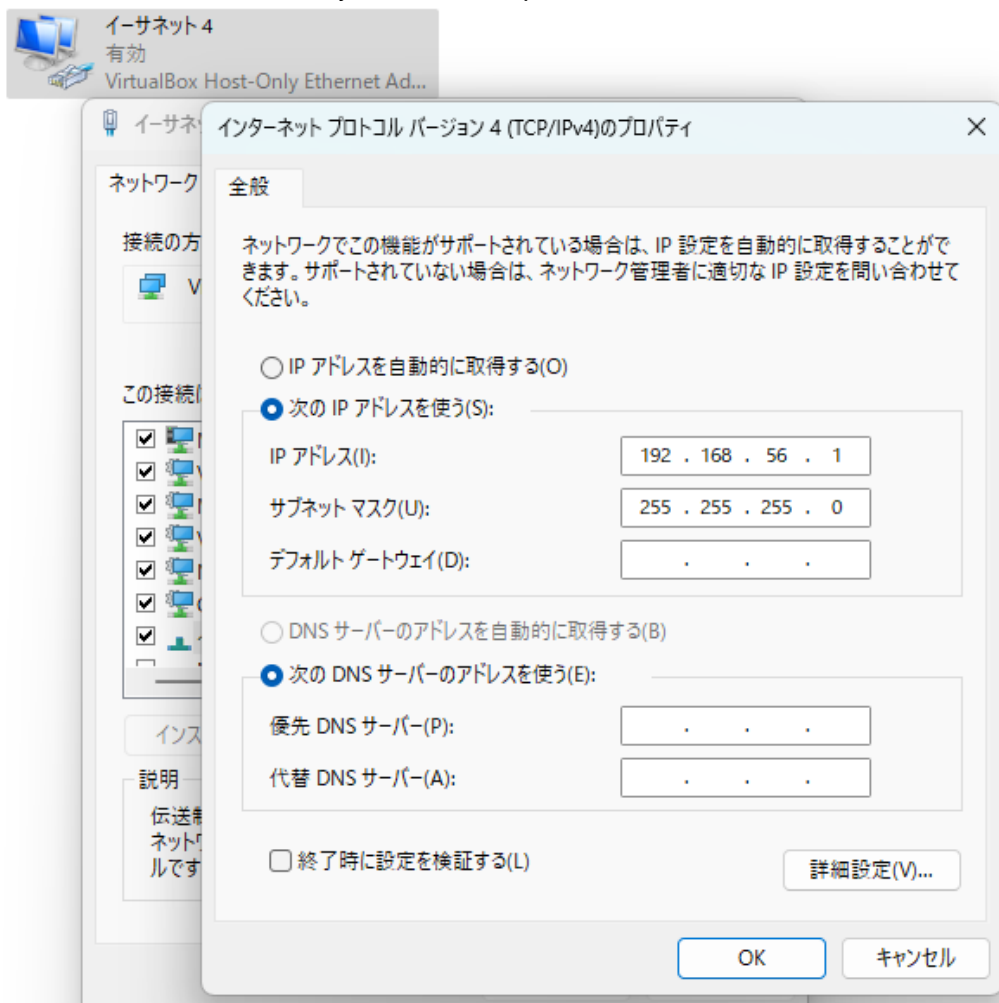 イーサネット 4
有効
VirtualBox Host-Only Ethernet Ad...
イーサネ
インターネット プロトコル バージョン 4 (TCP/IPv4)のプロパティ
ネットワーク
全般
接続の方
ネットワークでこの機能がサポートされている場合は、IP 設定を自動的に取得することがで
きます。サポートされていない場合は、ネットワーク管理者に適切な IP 設定を問い合わせて
ください。
V
IP アドレスを自動的に取得する(O)
この接続
次の IP アドレスを使う(S):
IP アドレス(I): 192 . 168 . 56 . 1
サブネット マスク(U): 255 . 255 . 255 . 0
デフォルト ゲートウェイ(D): . . .
DNS サーバーのアドレスを自動的に取得する(B)
次の DNS サーバーのアドレスを使う(E):
優先 DNS サーバー(P): . . .
インス
代替 DNS サーバー(A): . . .
説明
伝送
ネットワ
ルです
終了時に設定を検証する(L)
詳細設定(V)...
OK キャンセル